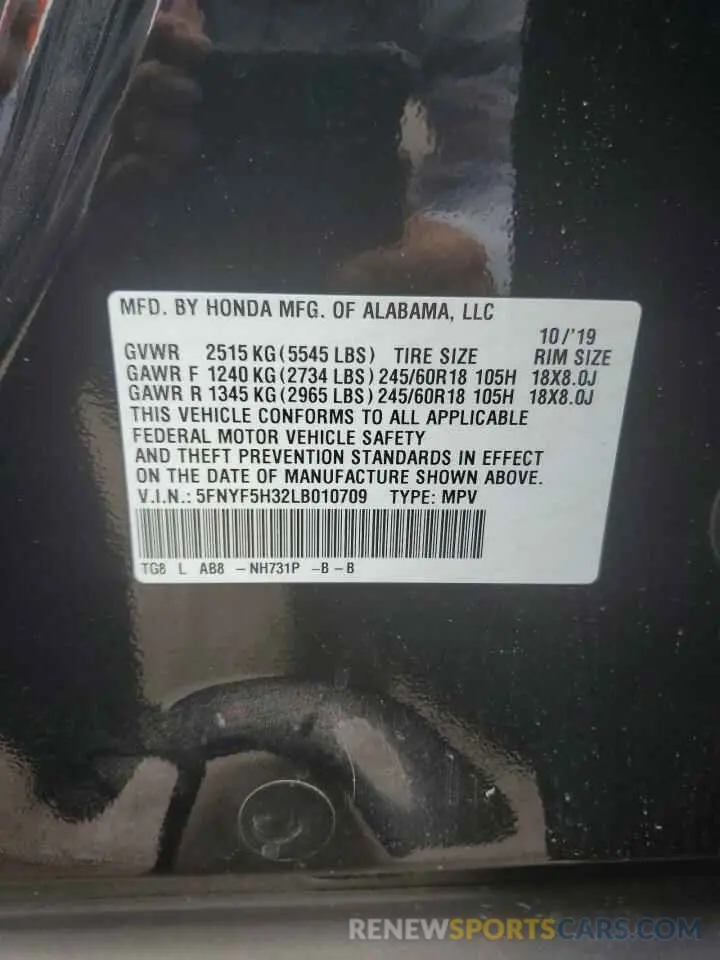 MFD. BY HONDA MFG. OF ALABAMA, LLC
10/'19
GVWR 2515 KG (5545 LBS) TIRE SIZE RIM SIZE
GAWR F 1240 KG (2734 LBS) 245/60R18 105H 18X8.0J
GAWR R 1345 KG (2965 LBS) 245/60R18 105H 18X8.0J
THIS VEHICLE CONFORMS TO ALL APPLICABLE
FEDERAL MOTOR VEHICLE SAFETY
AND THEFT PREVENTION STANDARDS IN EFFECT
ON THE DATE OF MANUFACTURE SHOWN ABOVE.
V.I.N.: 5FNYF5H32LB010709 TYPE: MPV
TG8 L AB8 – NH731P –B – B
RENEWSPORTSCARS.COM